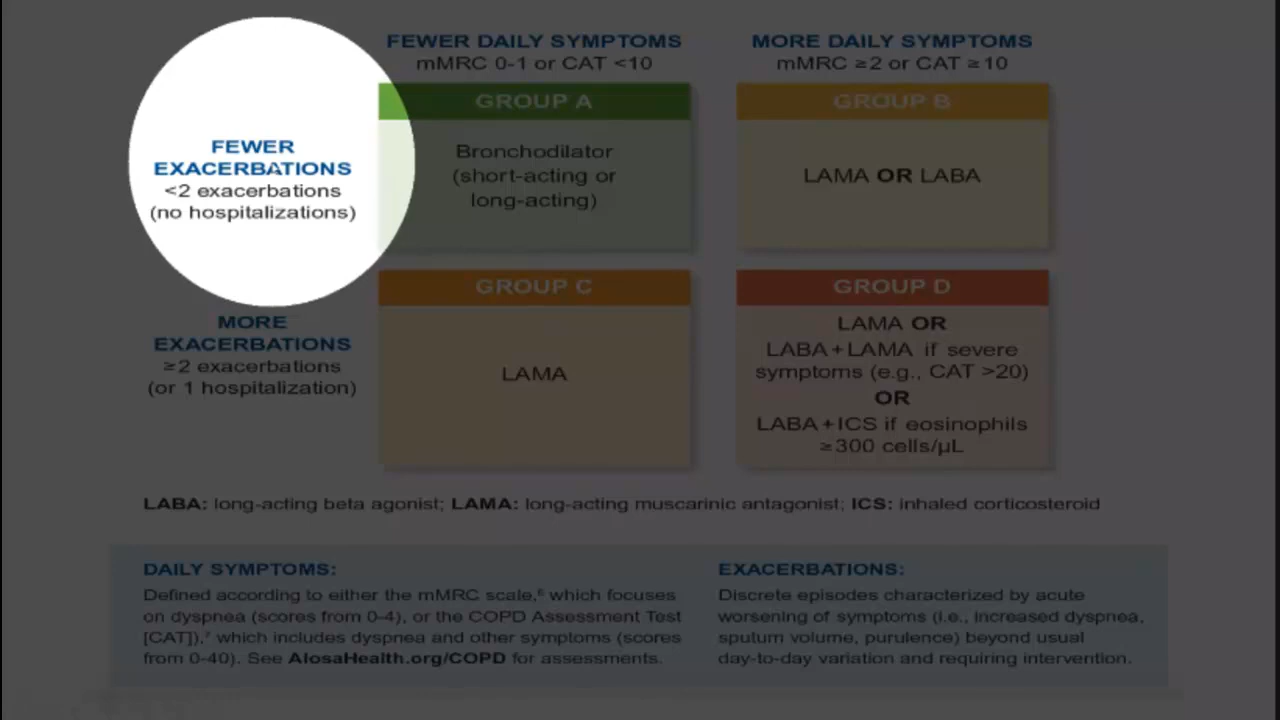 FEWER DAILY SYMPTOMS
mMRC 0-1 or CAT <10
MORE DAILY SYMPTOMS
mMRC ≥2 or CAT ≥10
FEWER
EXACERBATIONS
<2 exacerbations
(no hospitalizations)
GROUP A
Bronchodilator
(short-acting or
long-acting)
GROUP B
LAMA OR LABA
MORE
EXACERBATIONS
≥2 exacerbations
(or 1 hospitalization)
GROUP C
LAMA
GROUP D
LAMA OR
LABA+LAMA if severe
symptoms (e.g., CAT >20)
OR
LABA+ICS if eosinophils
≥300 cells/μL
LABA: long-acting beta agonist; LAMA: long-acting muscarinic antagonist; ICS: inhaled corticosteroid
DAILY SYMPTOMS:
Defined according to either the mMRC scale,⁶ which focuses
on dyspnea (scores from 0-4), or the COPD Assessment Test
[CAT]),⁷ which includes dyspnea and other symptoms (scores
from 0-40). See AlosaHealth.org/COPD for assessments.
EXACERBATIONS:
Discrete episodes characterized by acute
worsening of symptoms (i.e., increased dyspnea,
sputum volume, purulence) beyond usual
day-to-day variation and requiring intervention.